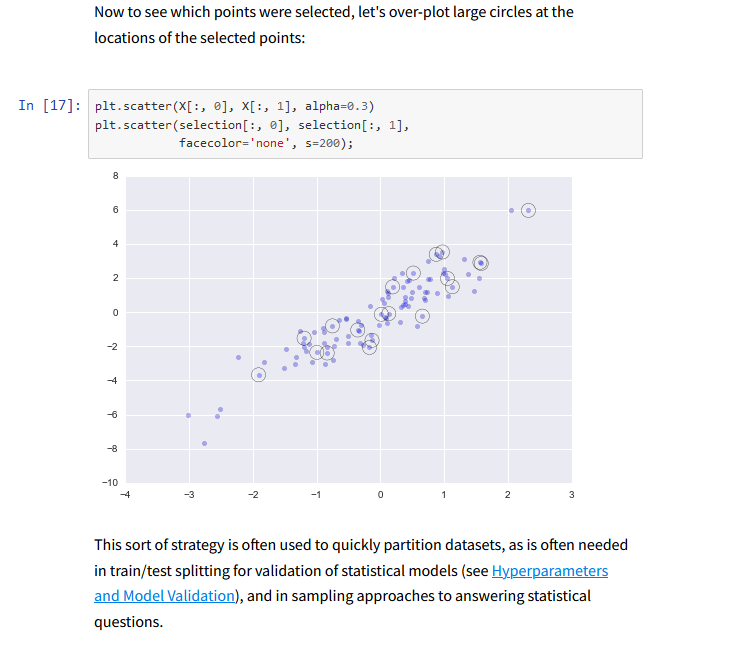 Now to see which points were selected, let's over-plot large circles at the
locations of the selected points:
In [17]:
plt.scatter(X[:, 0], X[:, 1], alpha=0.3)
plt.scatter(selection[:, 0], selection[:, 1],
            facecolor='none', s=200);
8
6
4
2
0
−2
−4
−6
−8
−10
−4 −3 −2 −1 0 1 2 3
This sort of strategy is often used to quickly partition datasets, as is often needed
in train/test splitting for validation of statistical models (see Hyperparameters
and Model Validation), and in sampling approaches to answering statistical
questions.